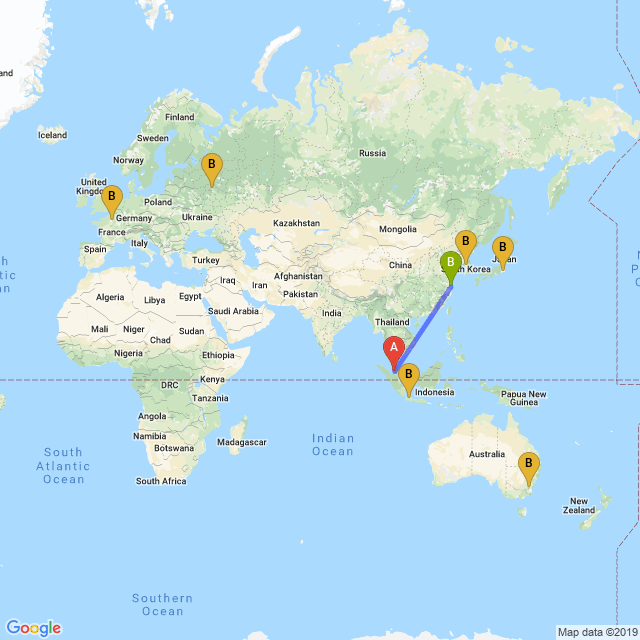 and
Iceland
Finland
Sweden
Norway
Russia
B
United
Kingdom
B
Poland
Germany
Ukraine
France
Kazakhstan
Mongolia
Spain
Italy
Turkey
B
B
South Korea
Japan
B
China
Afghanistan
Iraq
Iran
Pakistan
Algeria
Libya
Egypt
Saudi Arabia
India
Mali
Niger
Sudan
Thailand
Chad
Nigeria
Ethiopia
A
B
DRC
Kenya
Tanzania
Indonesia
Papua New
Guinea
Angola
Namibia
Botswana
Madagascar
Indian
Ocean
South
Atlantic
Ocean
South Africa
Australia
B
New
Zealand
Southern
Ocean
Google
Map data ©2019